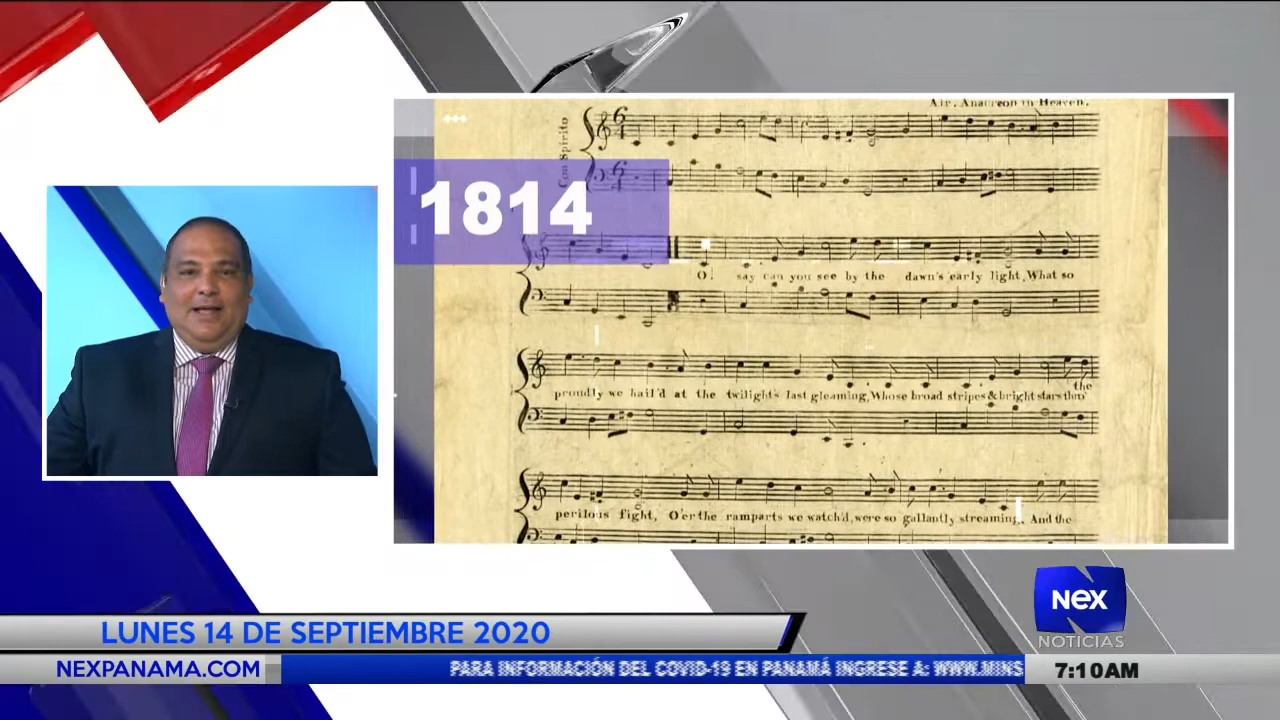 Air. Anacreon in Heaven.
Con Spirito
1814
O! say can you see by the dawn's early light, What so
proudly we hail'd at the twilight's last gleaming, Whose broad stripes & bright stars thro' the
perilous fight, O'er the ramparts we watch'd, were so gallantly streaming, And the
NEX
NOTICIAS
LUNES 14 DE SEPTIEMBRE 2020
NEXPANAMA.COM
PARA INFORMACIÓN DEL COVID-19 EN PANAMÁ INGRESE A: WWW.MINS
7:10AM